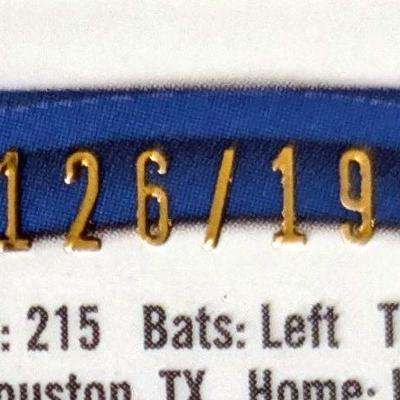 126/19
: 215 Bats: Left T
ouston, TX Home: